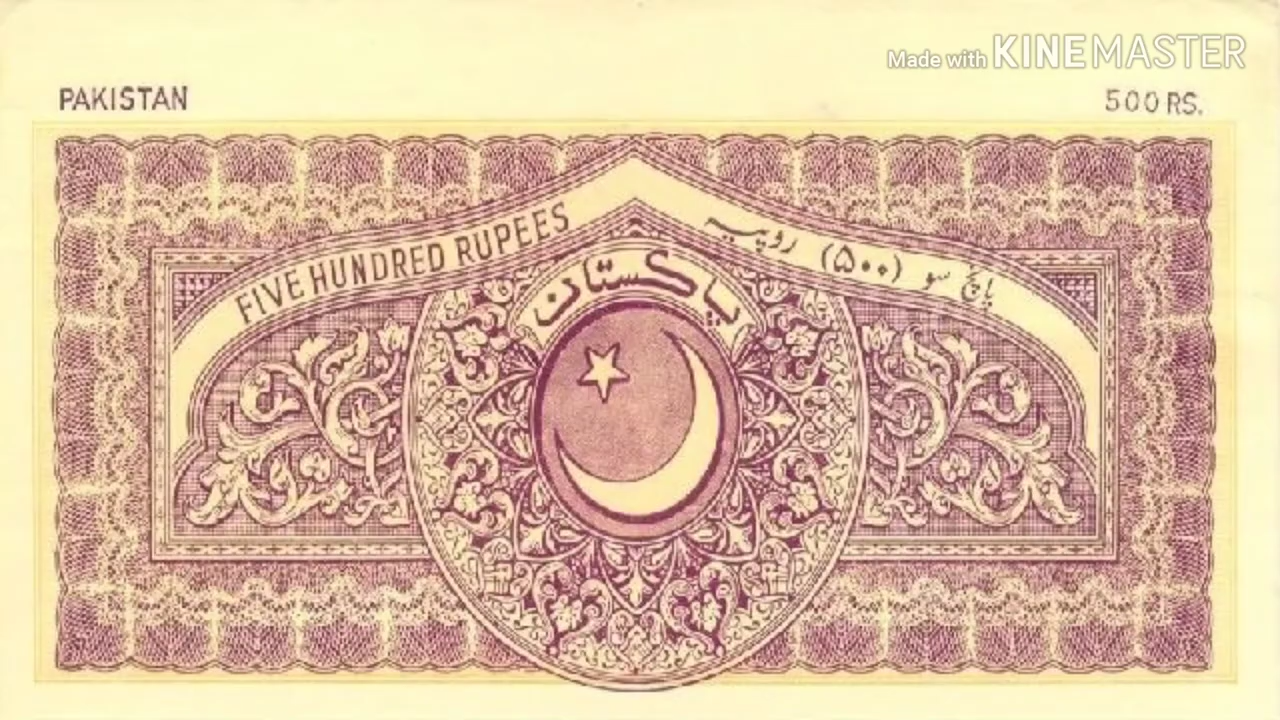 Made with KINEMASTER
PAKISTAN
500 RS.
FIVE HUNDRED RUPEES
پانچ سو (۵۰۰) روپیہ
پاکستان